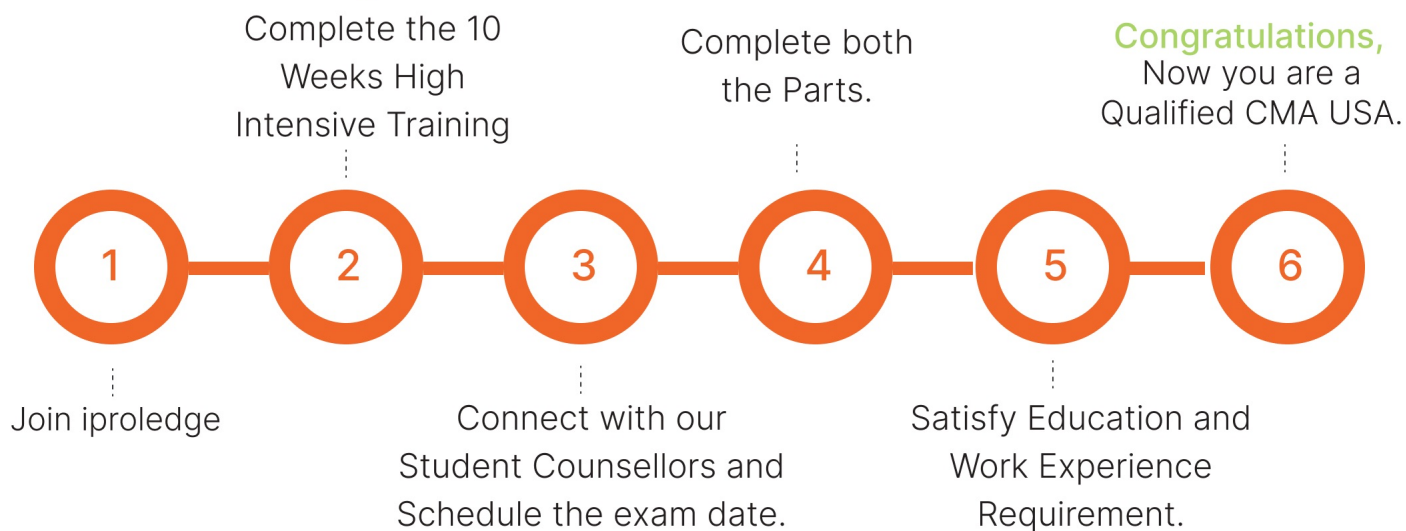 Complete the 10
Weeks High
Intensive Training
Complete both
the Parts.
Congratulations,
Now you are a
Qualified CMA USA.
1
2
3
4
5
6
Join iproledge
Connect with our
Student Counsellors and
Schedule the exam date.
Satisfy Education and
Work Experience
Requirement.